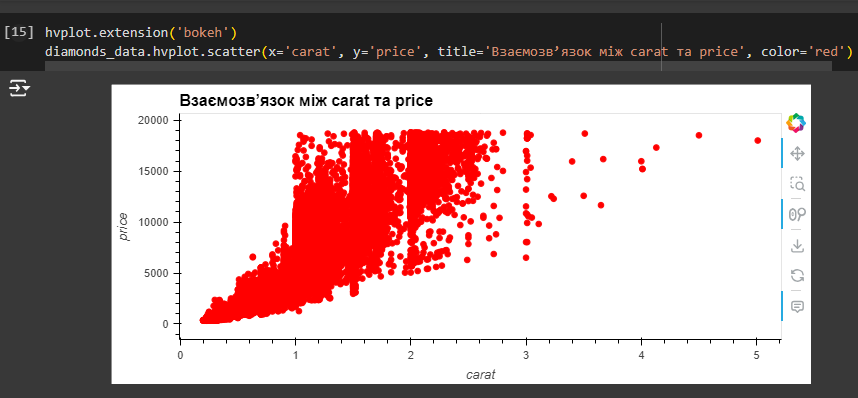 [15] hvplot.extension('bokeh')
diamonds_data.hvplot.scatter(x='carat', y='price', title='Взаємозв’язок між carat та price', color='red')
Взаємозв’язок між carat та price
20000
15000
10000
5000
0
price
0 1 2 3 4 5
carat